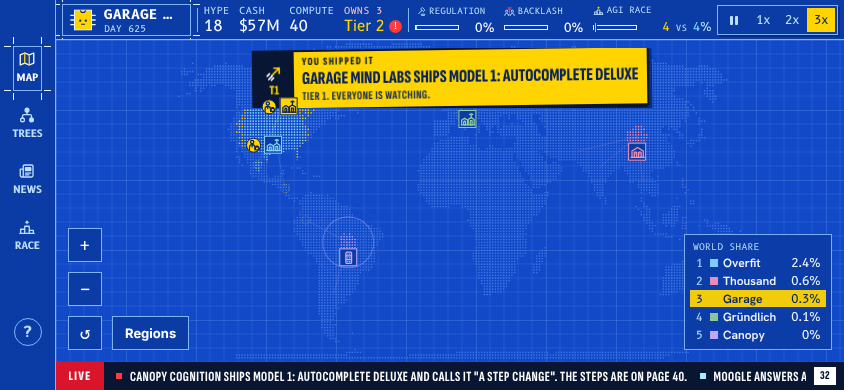 GARAGE ...
DAY 625
HYPE
18
CASH
$57M
COMPUTE
40
OWNS 3
Tier 2 !
REGULATION
0%
BACKLASH
0%
AGI RACE
4 vs 4%
1x 2x 3x
MAP
TREES
NEWS
RACE
?
YOU SHIPPED IT
T1
GARAGE MIND LABS SHIPS MODEL 1: AUTOCOMPLETE DELUXE
TIER 1. EVERYONE IS WATCHING.
+
−
↺
Regions
WORLD SHARE
1 Overfit 2.4%
2 Thousand 0.6%
3 Garage 0.3%
4 Gründlich 0.1%
5 Canopy 0%
LIVE
CANOPY COGNITION SHIPS MODEL 1: AUTOCOMPLETE DELUXE AND CALLS IT "A STEP CHANGE". THE STEPS ARE ON PAGE 40.
MOOGLE ANSWERS A
32